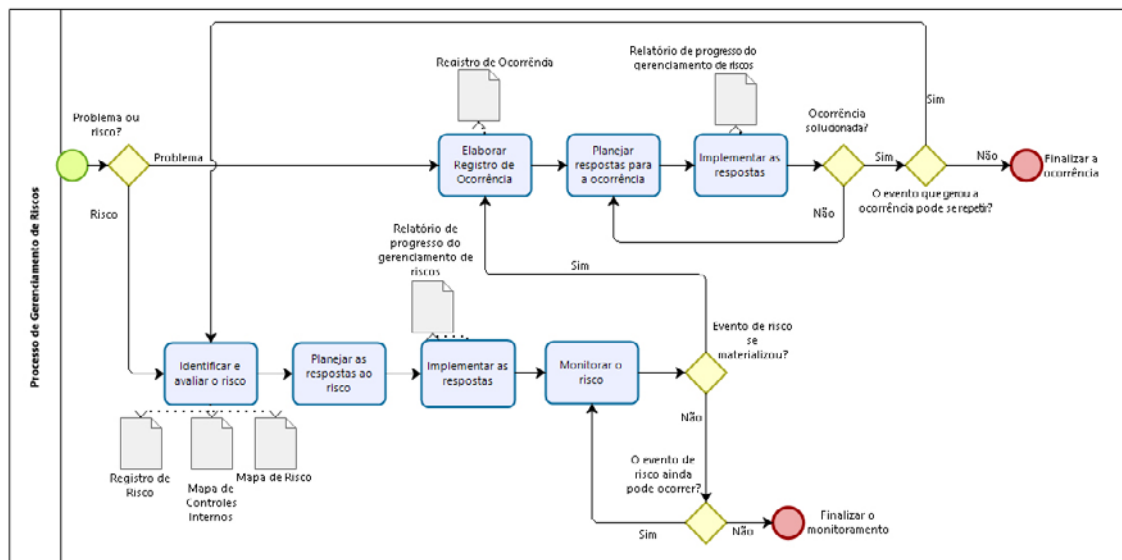 Processo de Gerenciamento de Riscos
Problema ou
risco?
Problema
Risco
Registro de Ocorrência
Elaborar
Registro de
Ocorrência
Planejar
respostas para
a ocorrência
Relatório de progresso do
gerenciamento de riscos
Implementar as
respostas
Ocorrência
solucionada?
Sim
Não
Sim
O evento que gerou a
ocorrência pode se repetir?
Não
Finalizar a
ocorrência
Relatório de
progresso do
gerenciamento de
riscos
Sim
Identificar e
avaliar o risco
Planejar as
respostas ao
risco
Implementar as
respostas
Monitorar o
risco
Evento de risco
se
materializou?
Não
Registro de
Risco
Mapa de
Controles
Internos
Mapa de Risco
O evento de
risco ainda
pode ocorrer?
Sim
Não
Finalizar o
monitoramento